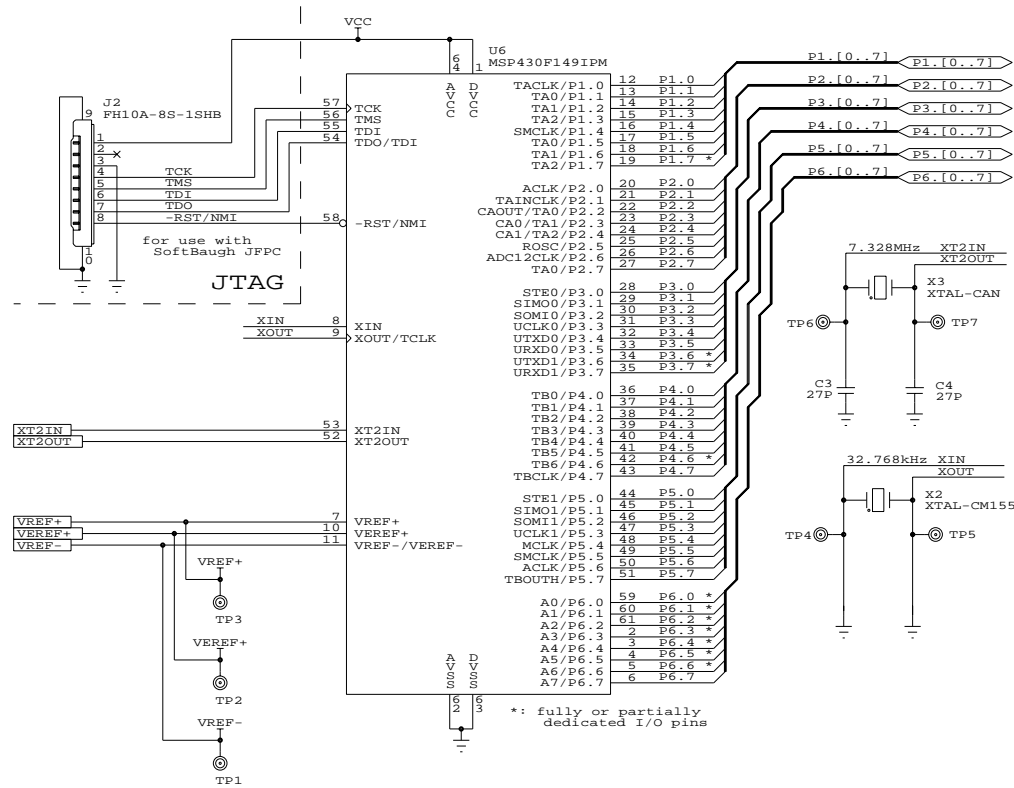 VCC
U6
MSP430F149IPM
64
1
AVCC
DVCC
J2
FH10A-8S-1SHB
9
1
2
3
4 TCK
5 TMS
6 TDI
7 TDO
8 -RST/NMI
10
for use with
SoftBaugh JFPC
JTAG
57 TCK
56 TMS
55 TDI
54 TDO/TDI
58 -RST/NMI
XIN 8 XIN
XOUT 9 XOUT/TCLK
XT2IN 53 XT2IN
XT2OUT 52 XT2OUT
VREF+ 7 VREF+
VEREF+ 10 VEREF+
VREF- 11 VREF-/VEREF-
VREF+
TP3
VEREF+
TP2
VREF-
TP1
TACLK/P1.0 12 P1.0
TA0/P1.1 13 P1.1
TA1/P1.2 14 P1.2
TA2/P1.3 15 P1.3
SMCLK/P1.4 16 P1.4
TA0/P1.5 17 P1.5
TA1/P1.6 18 P1.6
TA2/P1.7 19 P1.7 *
ACLK/P2.0 20 P2.0
TAINCLK/P2.1 21 P2.1
CAOUT/TA0/P2.2 22 P2.2
CA0/TA1/P2.3 23 P2.3
CA1/TA2/P2.4 24 P2.4
ROSC/P2.5 25 P2.5
ADC12CLK/P2.6 26 P2.6
TA0/P2.7 27 P2.7
STE0/P3.0 28 P3.0
SIMO0/P3.1 29 P3.1
SOMI0/P3.2 30 P3.2
UCLK0/P3.3 31 P3.3
UTXD0/P3.4 32 P3.4
URXD0/P3.5 33 P3.5
UTXD1/P3.6 34 P3.6 *
URXD1/P3.7 35 P3.7 *
TB0/P4.0 36 P4.0
TB1/P4.1 37 P4.1
TB2/P4.2 38 P4.2
TB3/P4.3 39 P4.3
TB4/P4.4 40 P4.4
TB5/P4.5 41 P4.5
TB6/P4.6 42 P4.6 *
TBCLK/P4.7 43 P4.7
STE1/P5.0 44 P5.0
SIMO1/P5.1 45 P5.1
SOMI1/P5.2 46 P5.2
UCLK1/P5.3 47 P5.3
MCLK/P5.4 48 P5.4
SMCLK/P5.5 49 P5.5
ACLK/P5.6 50 P5.6
TBOUTH/P5.7 51 P5.7
A0/P6.0 59 P6.0 *
A1/P6.1 60 P6.1 *
A2/P6.2 61 P6.2 *
A3/P6.3 2 P6.3 *
A4/P6.4 3 P6.4 *
A5/P6.5 4 P6.5 *
A6/P6.6 5 P6.6 *
A7/P6.7 6 P6.7
AVSS
DVSS
62
63
*: fully or partially
dedicated I/O pins
P1.[0..7] P1.[0..7]
P2.[0..7] P2.[0..7]
P3.[0..7] P3.[0..7]
P4.[0..7] P4.[0..7]
P5.[0..7] P5.[0..7]
P6.[0..7] P6.[0..7]
7.328MHz XT2IN
XT2OUT
X3
XTAL-CAN
TP6
TP7
C3
27P
C4
27P
32.768kHz XIN
XOUT
X2
XTAL-CM155
TP4
TP5